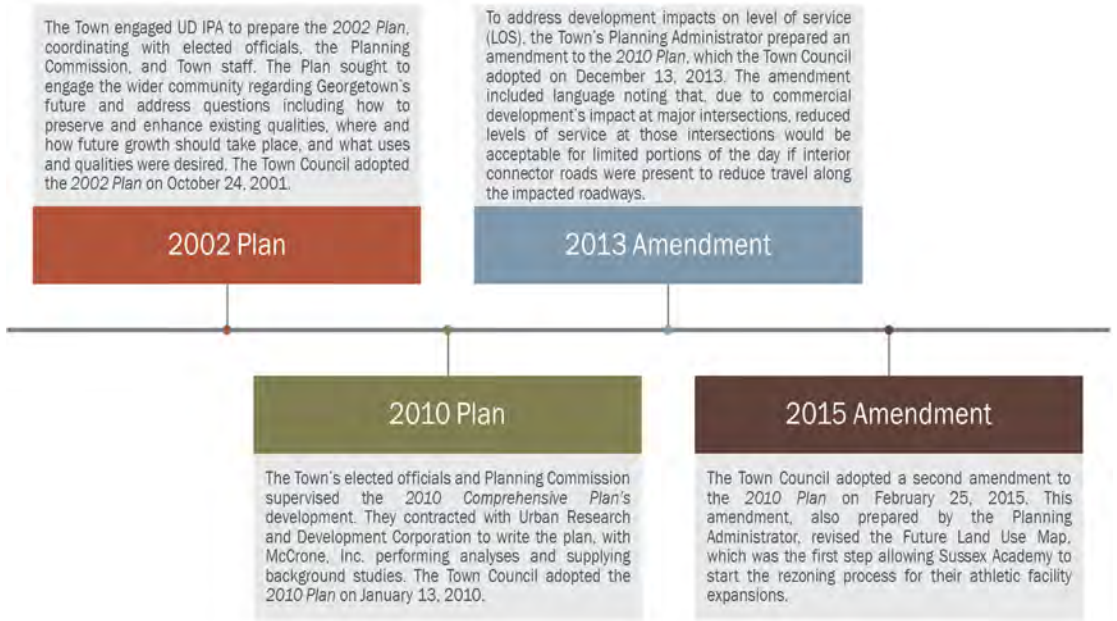 The Town engaged UD IPA to prepare the 2002 Plan,
coordinating with elected officials, the Planning
Commission, and Town staff. The Plan sought to
engage the wider community regarding Georgetown's
future and address questions including how to
preserve and enhance existing qualities, where and
how future growth should take place, and what uses
and qualities were desired. The Town Council adopted
the 2002 Plan on October 24, 2001.
2002 Plan
To address development impacts on level of service
(LOS), the Town's Planning Administrator prepared an
amendment to the 2010 Plan, which the Town Council
adopted on December 13, 2013. The amendment
included language noting that, due to commercial
development's impact at major intersections, reduced
levels of service at those intersections would be
acceptable for limited portions of the day if interior
connector roads were present to reduce travel along
the impacted roadways.
2013 Amendment
2010 Plan
The Town's elected officials and Planning Commission
supervised the 2010 Comprehensive Plan's
development. They contracted with Urban Research
and Development Corporation to write the plan, with
McCrone, Inc. performing analyses and supplying
background studies. The Town Council adopted the
2010 Plan on January 13, 2010.
2015 Amendment
The Town Council adopted a second amendment to
the 2010 Plan on February 25, 2015. This
amendment, also prepared by the Planning
Administrator, revised the Future Land Use Map,
which was the first step allowing Sussex Academy to
start the rezoning process for their athletic facility
expansions.